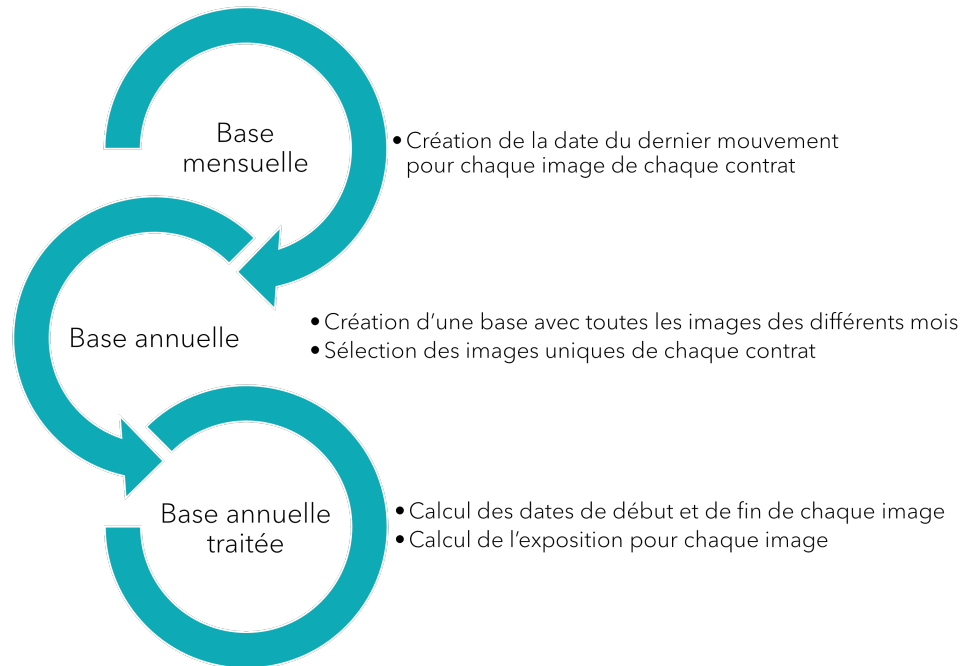 Base
mensuelle
• Création de la date du dernier mouvement
pour chaque image de chaque contrat
Base annuelle
• Création d’une base avec toutes les images des différents mois
• Sélection des images uniques de chaque contrat
Base annuelle
traitée
• Calcul des dates de début et de fin de chaque image
• Calcul de l’exposition pour chaque image